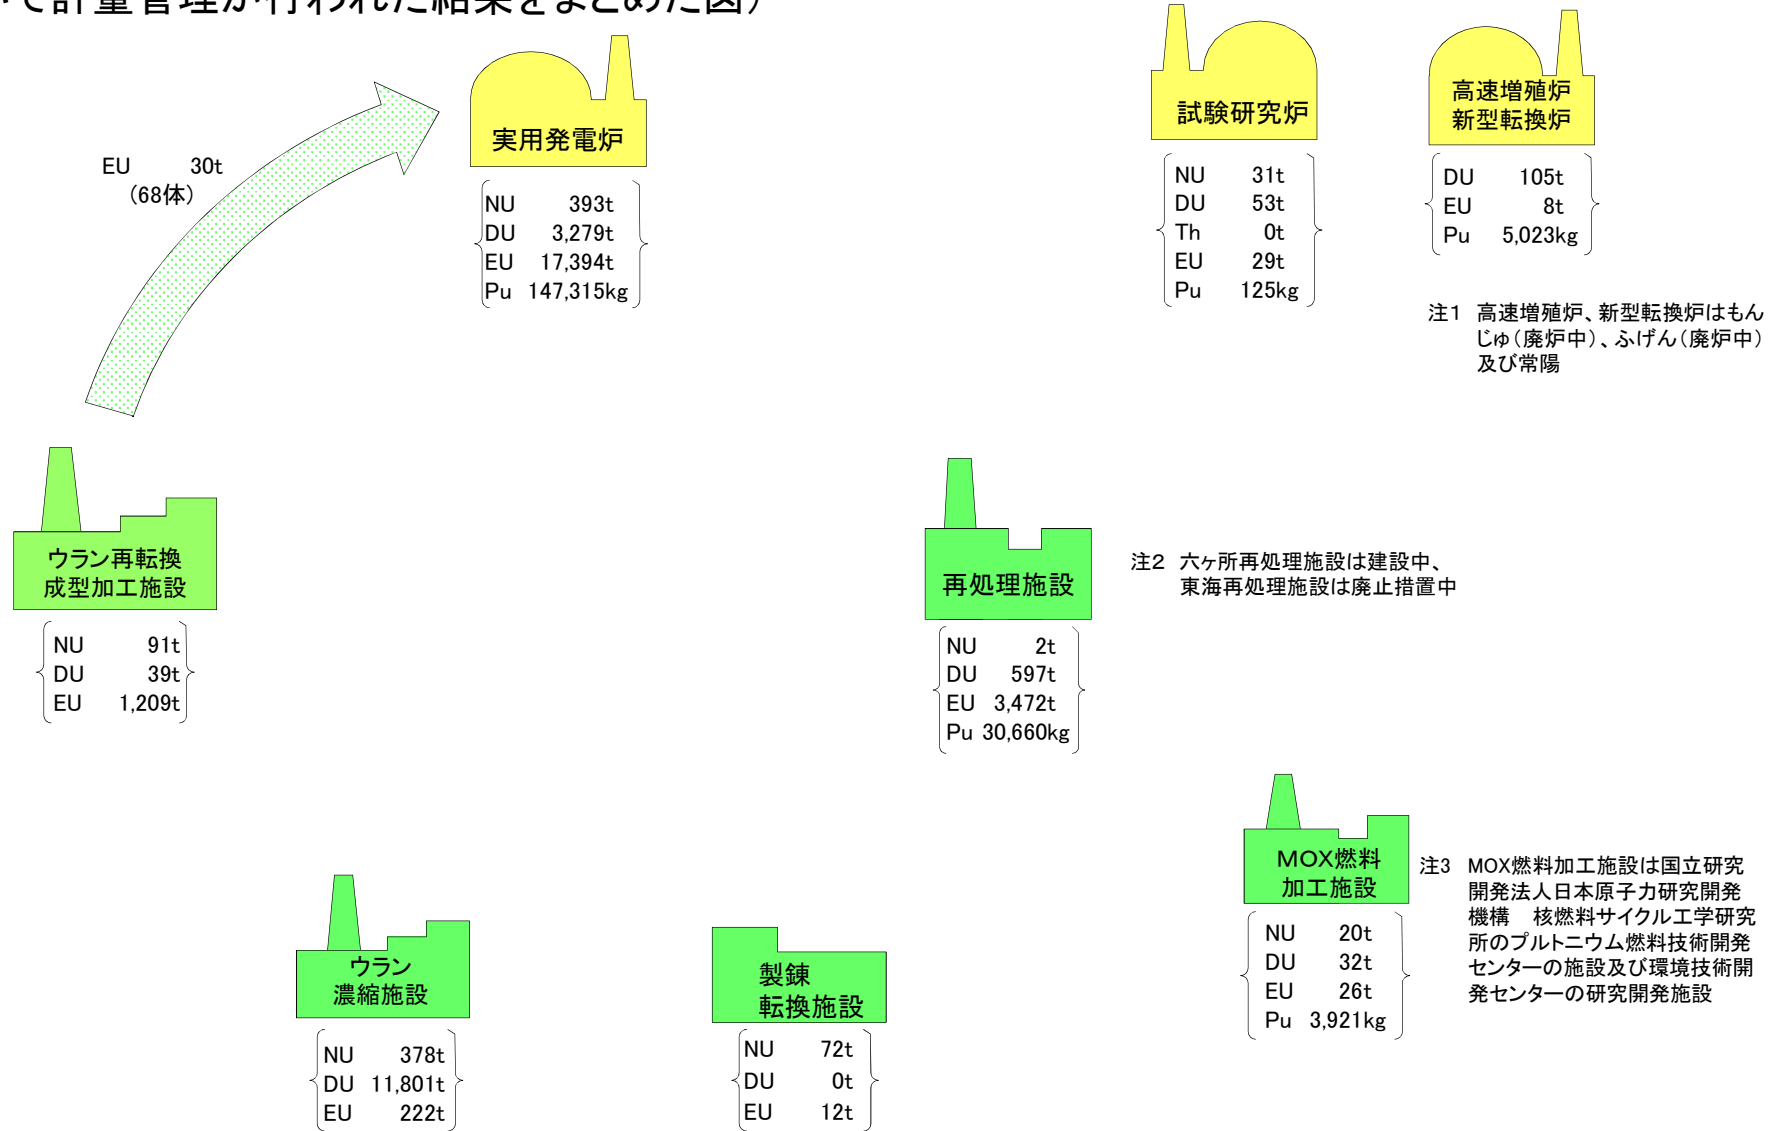 て計量管理が行われた結果をまとめた図）
EU 30t
（68体）
実用発電炉
NU 393t
DU 3,279t
EU 17,394t
Pu 147,315kg
試験研究炉
NU 31t
DU 53t
Th 0t
EU 29t
Pu 125kg
高速増殖炉
新型転換炉
DU 105t
EU 8t
Pu 5,023kg
注1 高速増殖炉、新型転換炉はもん
じゅ（廃炉中）、ふげん（廃炉中）
及び常陽
ウラン再転換
成型加工施設
NU 91t
DU 39t
EU 1,209t
再処理施設
NU 2t
DU 597t
EU 3,472t
Pu 30,660kg
注2 六ヶ所再処理施設は建設中、
東海再処理施設は廃止措置中
MOX燃料
加工施設
NU 20t
DU 32t
EU 26t
Pu 3,921kg
注3 MOX燃料加工施設は国立研究
開発法人日本原子力研究開発
機構　核燃料サイクル工学研究
所のプルトニウム燃料技術開発
センターの施設及び環境技術開
発センターの研究開発施設
ウラン
濃縮施設
NU 378t
DU 11,801t
EU 222t
製錬
転換施設
NU 72t
DU 0t
EU 12t